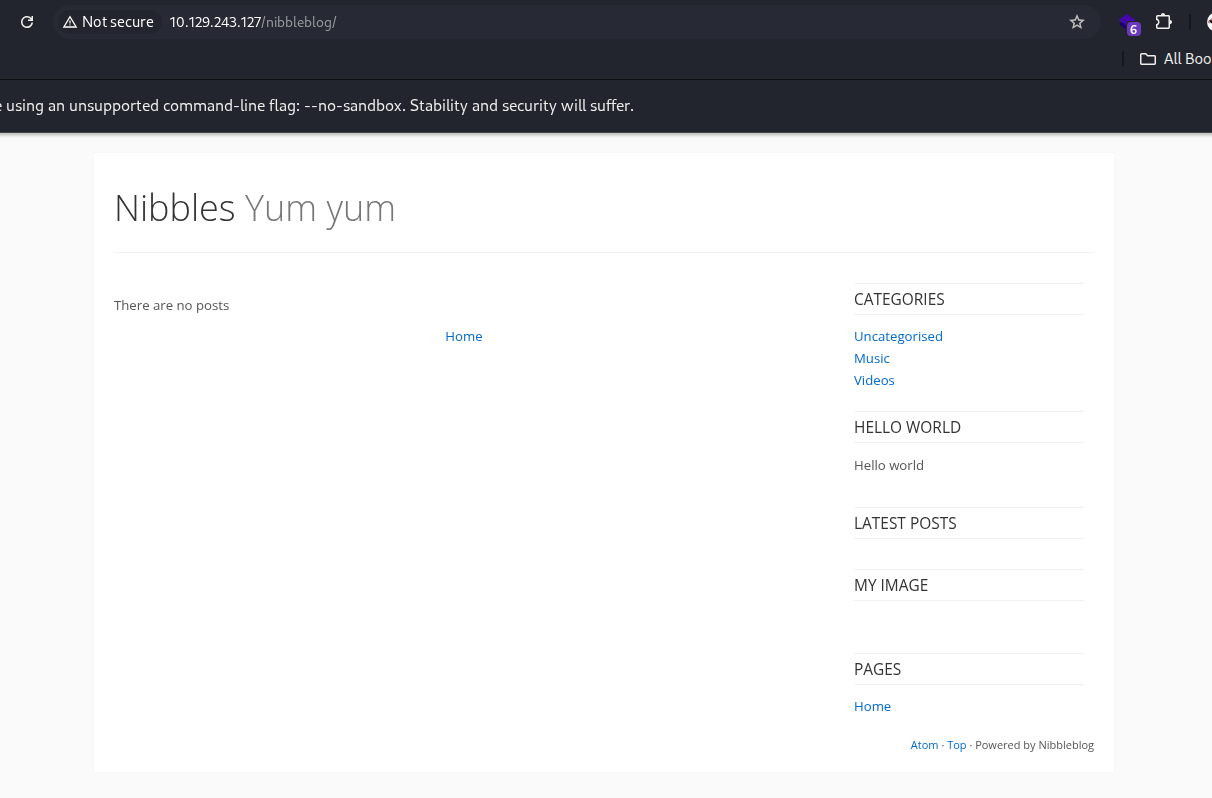 Not secure 10.129.243.127/nibbleblog/
6
All Boo
e using an unsupported command-line flag: --no-sandbox. Stability and security will suffer.
Nibbles Yum yum
There are no posts
Home
CATEGORIES
Uncategorised
Music
Videos
HELLO WORLD
Hello world
LATEST POSTS
MY IMAGE
PAGES
Home
Atom · Top · Powered by Nibbleblog